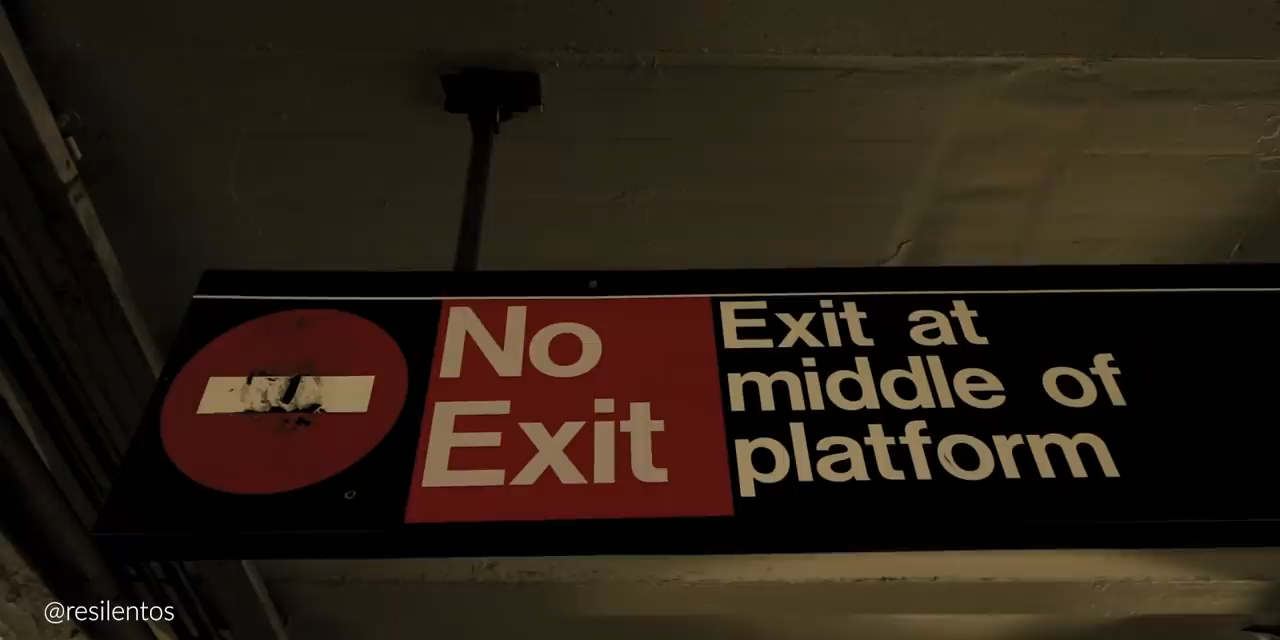 No
Exit
Exit at
middle of
platform
@resilentos